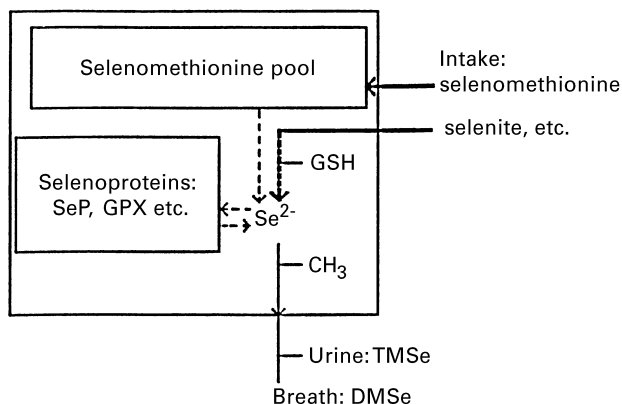 Selenomethionine pool
Intake:
selenomethionine
selenite, etc.
GSH
Selenoproteins:
SeP, GPX etc.
Se2-
CH3
Urine: TMSe
Breath: DMSe